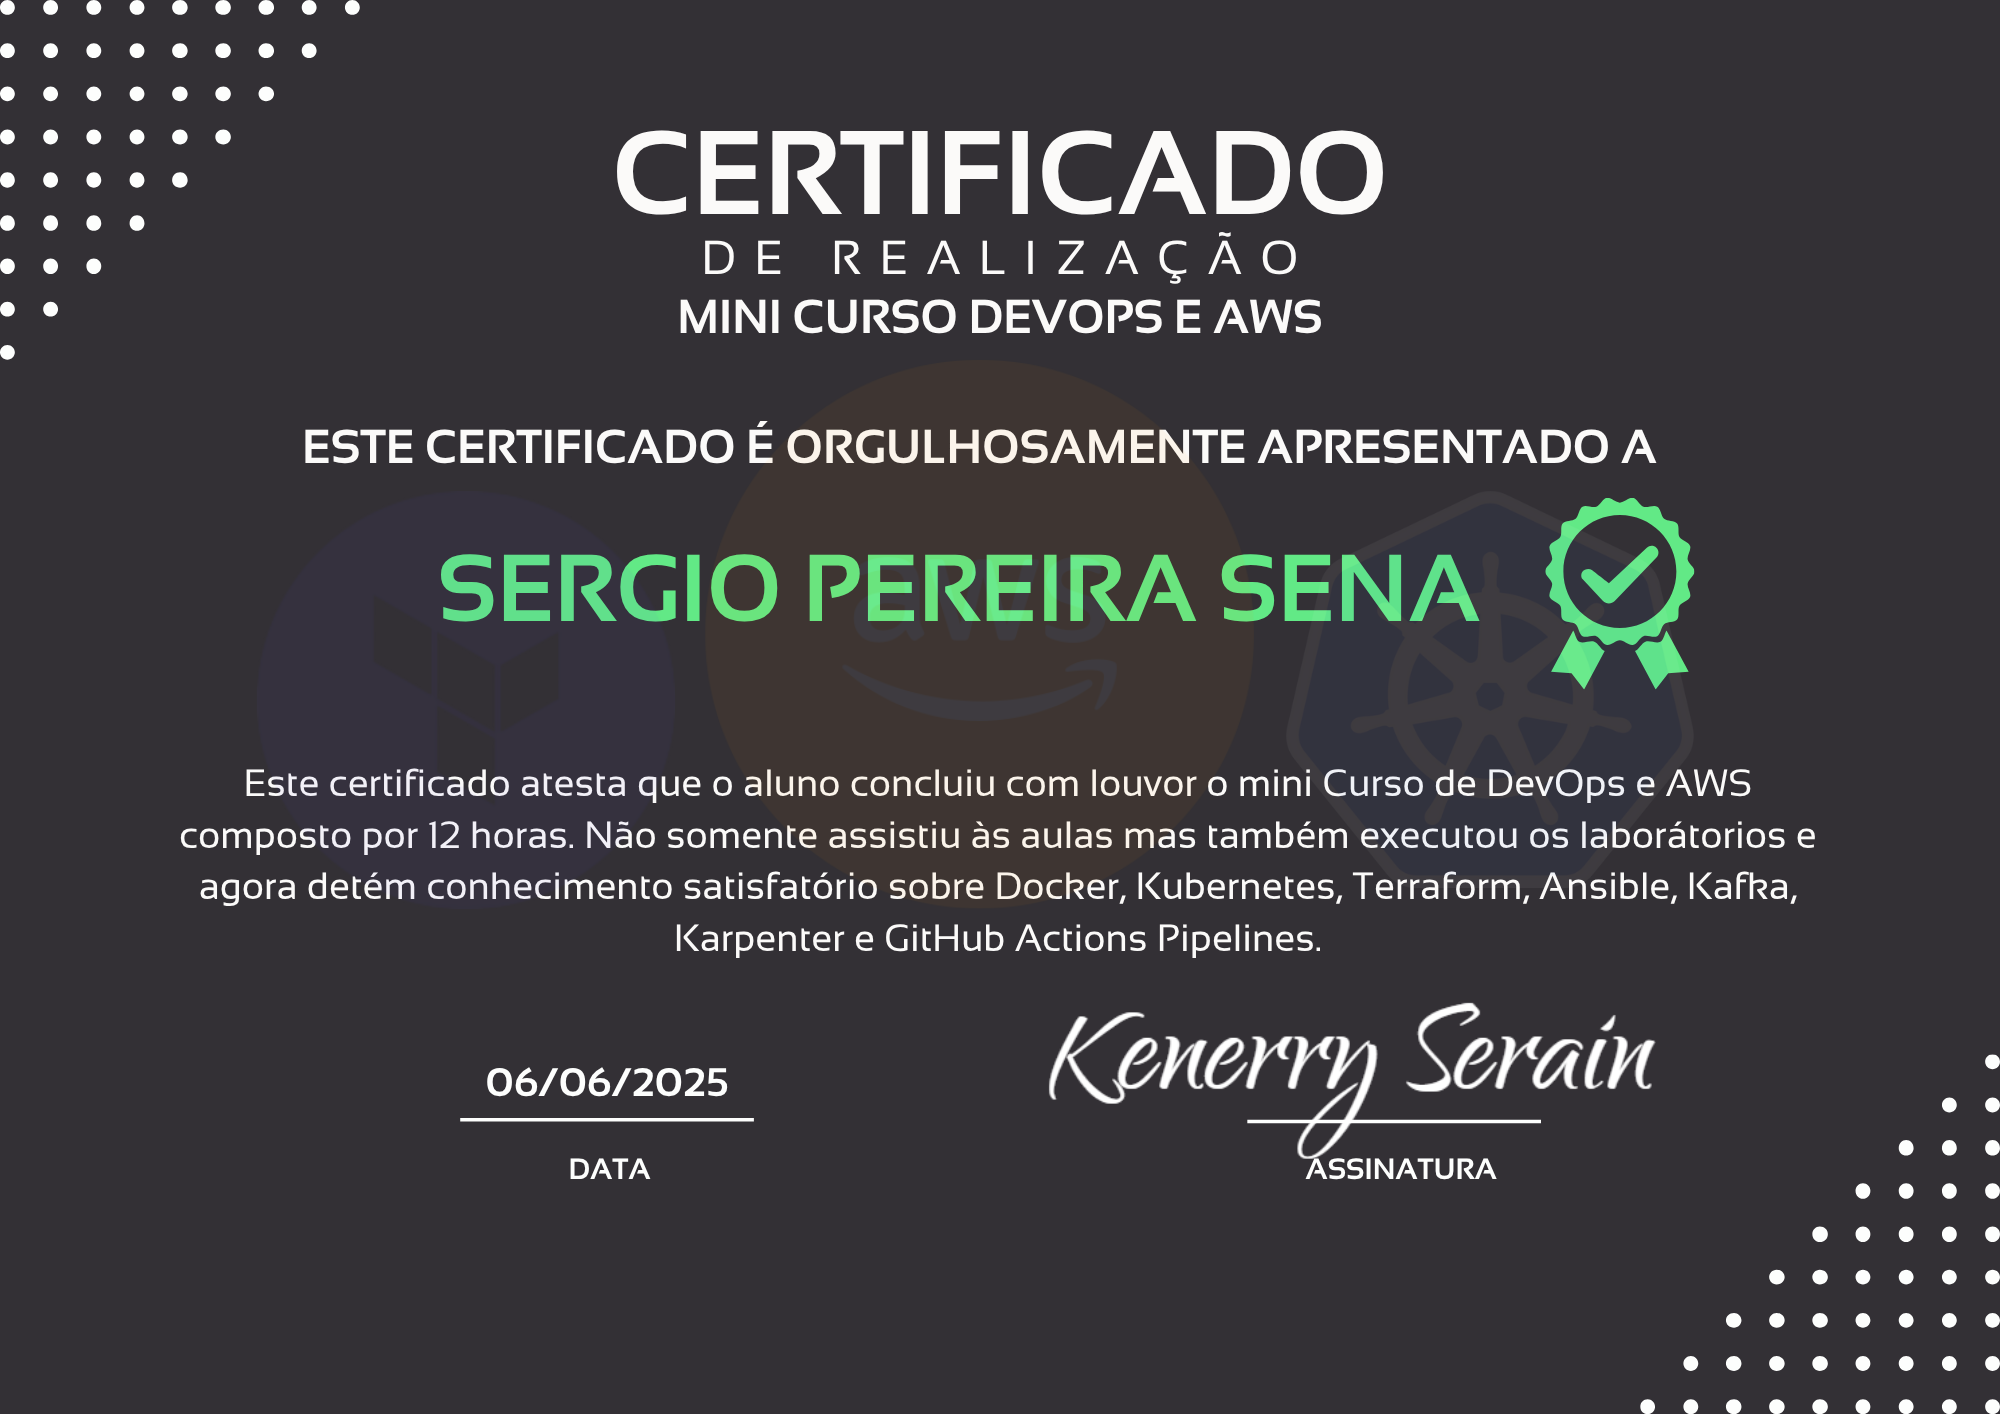 CERTIFICADO
DE REALIZAÇÃO
MINI CURSO DEVOPS E AWS
ESTE CERTIFICADO É ORGULHOSAMENTE APRESENTADO A
SERGIO PEREIRA SENA
aws
Este certificado atesta que o aluno concluiu com louvor o mini Curso de DevOps e AWS
composto por 12 horas. Não somente assistiu às aulas mas também executou os laborátorios e
agora detém conhecimento satisfatório sobre Docker, Kubernetes, Terraform, Ansible, Kafka,
Karpenter e GitHub Actions Pipelines.
06/06/2025
DATA
Kenerry Serain
ASSINATURA